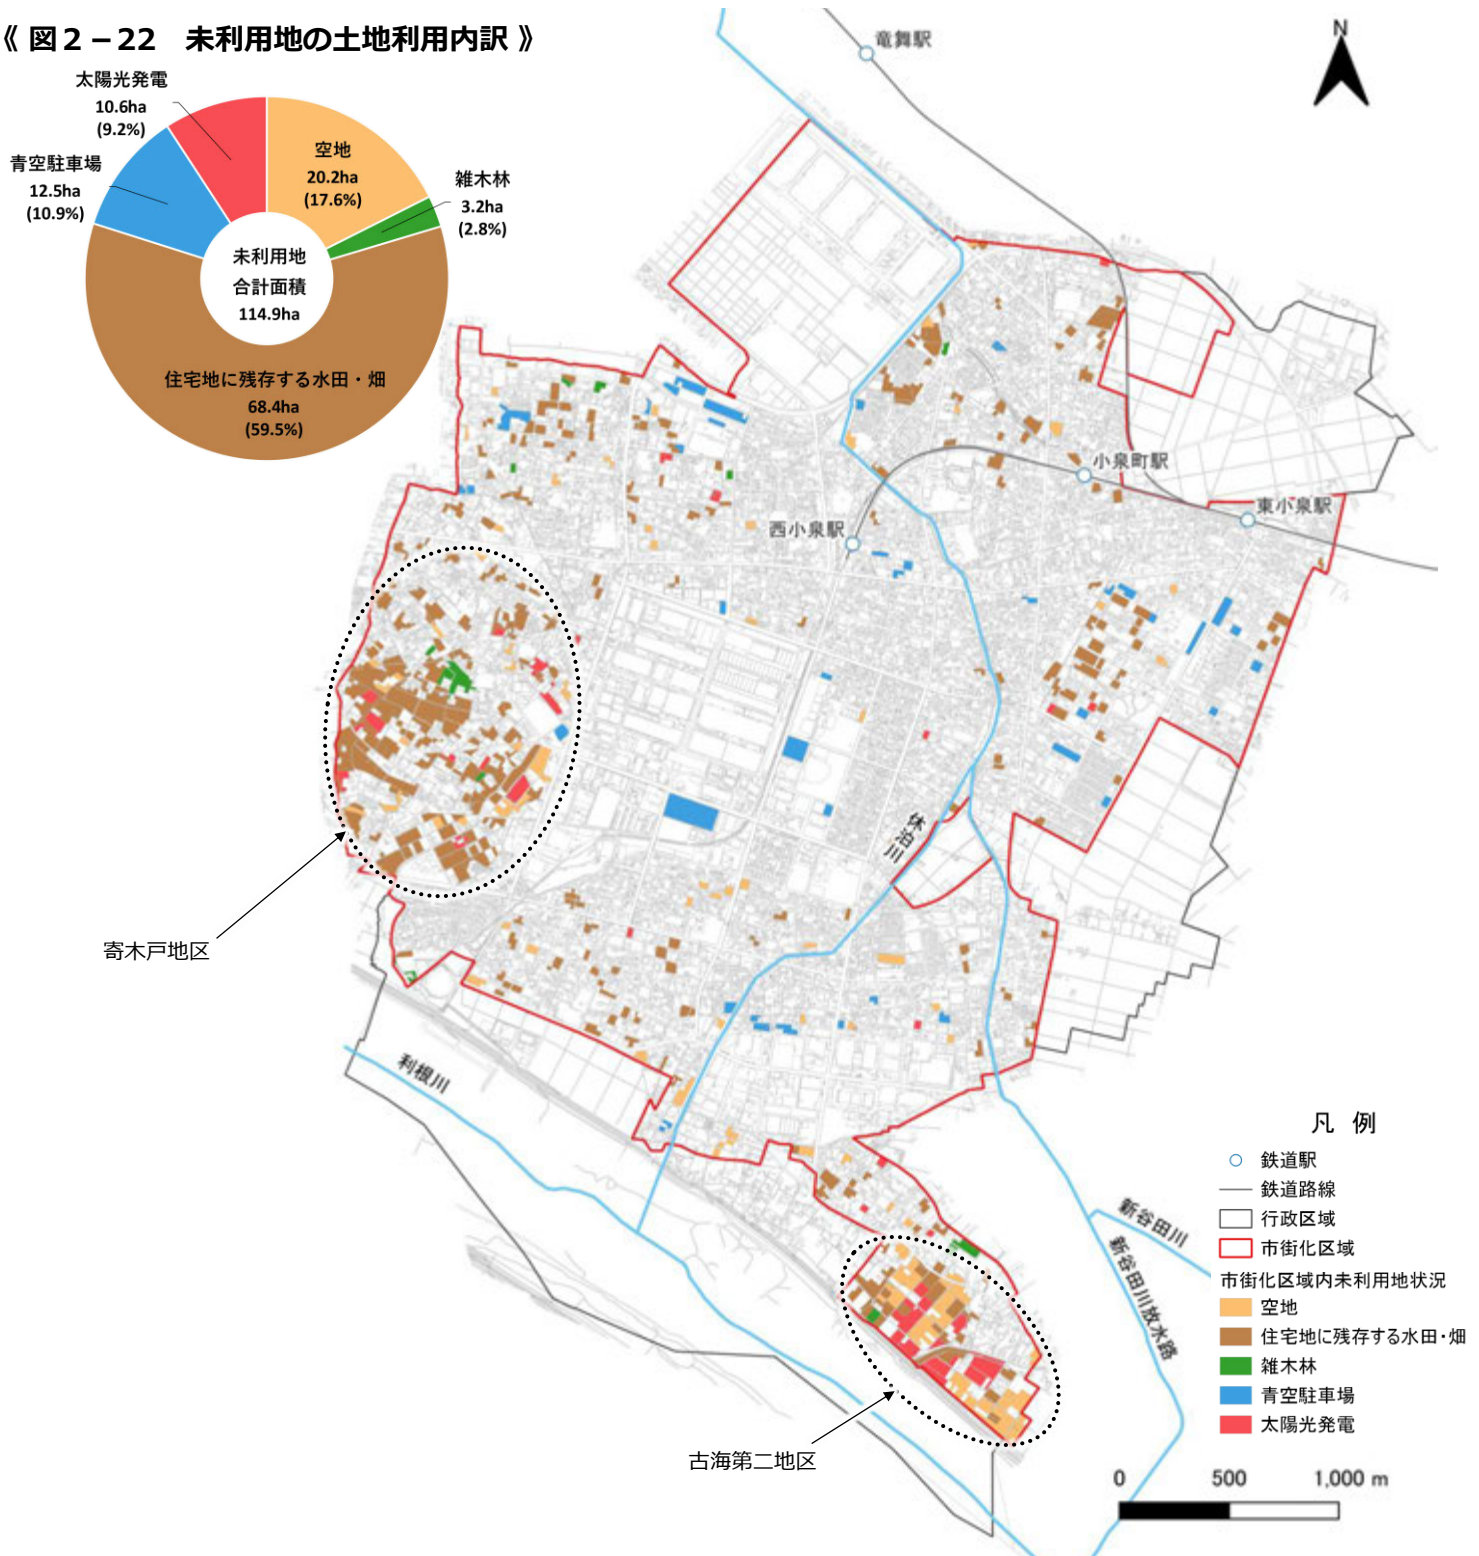 《 図２－22　未利用地の土地利用内訳 》
太陽光発電
10.6ha
(9.2%)
青空駐車場
12.5ha
(10.9%)
空地
20.2ha
(17.6%)
雑木林
3.2ha
(2.8%)
未利用地
合計面積
114.9ha
住宅地に残存する水田・畑
68.4ha
(59.5%)
N
竜舞駅
小泉町駅
東小泉駅
西小泉駅
休泊川
寄木戸地区
利根川
新谷田川
新谷田川放水路
古海第二地区
凡 例
鉄道駅
鉄道路線
行政区域
市街化区域
市街化区域内未利用地状況
空地
住宅地に残存する水田・畑
雑木林
青空駐車場
太陽光発電
0 500 1,000 m